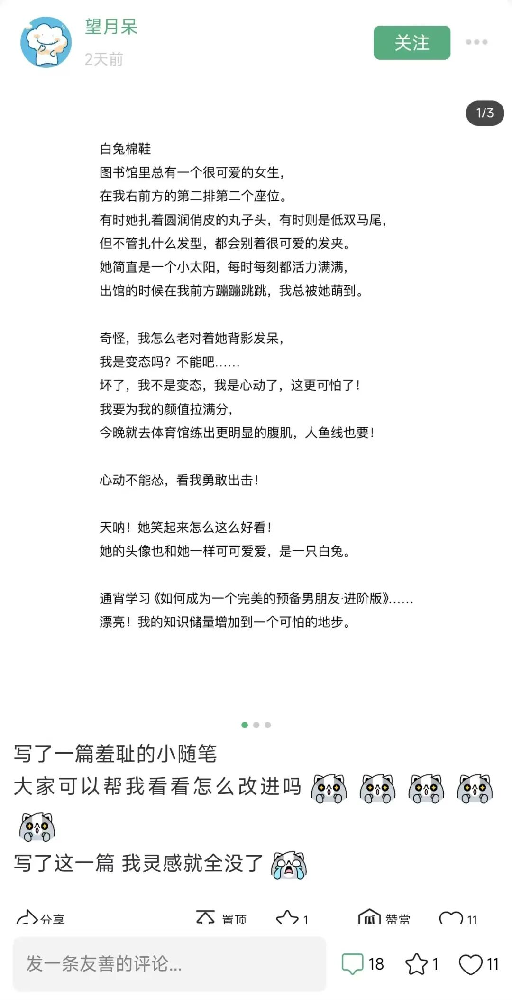 望月呆
2天前
关注
1/3
白兔棉鞋
图书馆里总有一个很可爱的女生，
在我右前方的第二排第二个座位。
有时她扎着圆润俏皮的丸子头，有时则是低双马尾，
但不管扎什么发型，都会别着很可爱的发夹。
她简直是一个小太阳，每时每刻都活力满满，
出馆的时候在我前方蹦蹦跳跳，我总被她萌到。
奇怪，我怎么老对着她背影发呆，
我是变态吗？不能吧……
坏了，我不是变态，我是心动了，这更可怕了！
我要为我的颜值拉满分，
今晚就去体育馆练出更明显的腹肌，人鱼线也要！
心动不能怂，看我勇敢出击！
天呐！她笑起来怎么这么好看！
她的头像也和她一样可可爱爱，是一只白兔。
通宵学习《如何成为一个完美的预备男朋友·进阶版》……
漂亮！我的知识储量增加到一个可怕的地步。
写了一篇羞耻的小随笔
大家可以帮我看看怎么改进吗
写了这一篇 我灵感就全没了
分享 置顶 1 赞赏 11
发一条友善的评论... 18 1 11